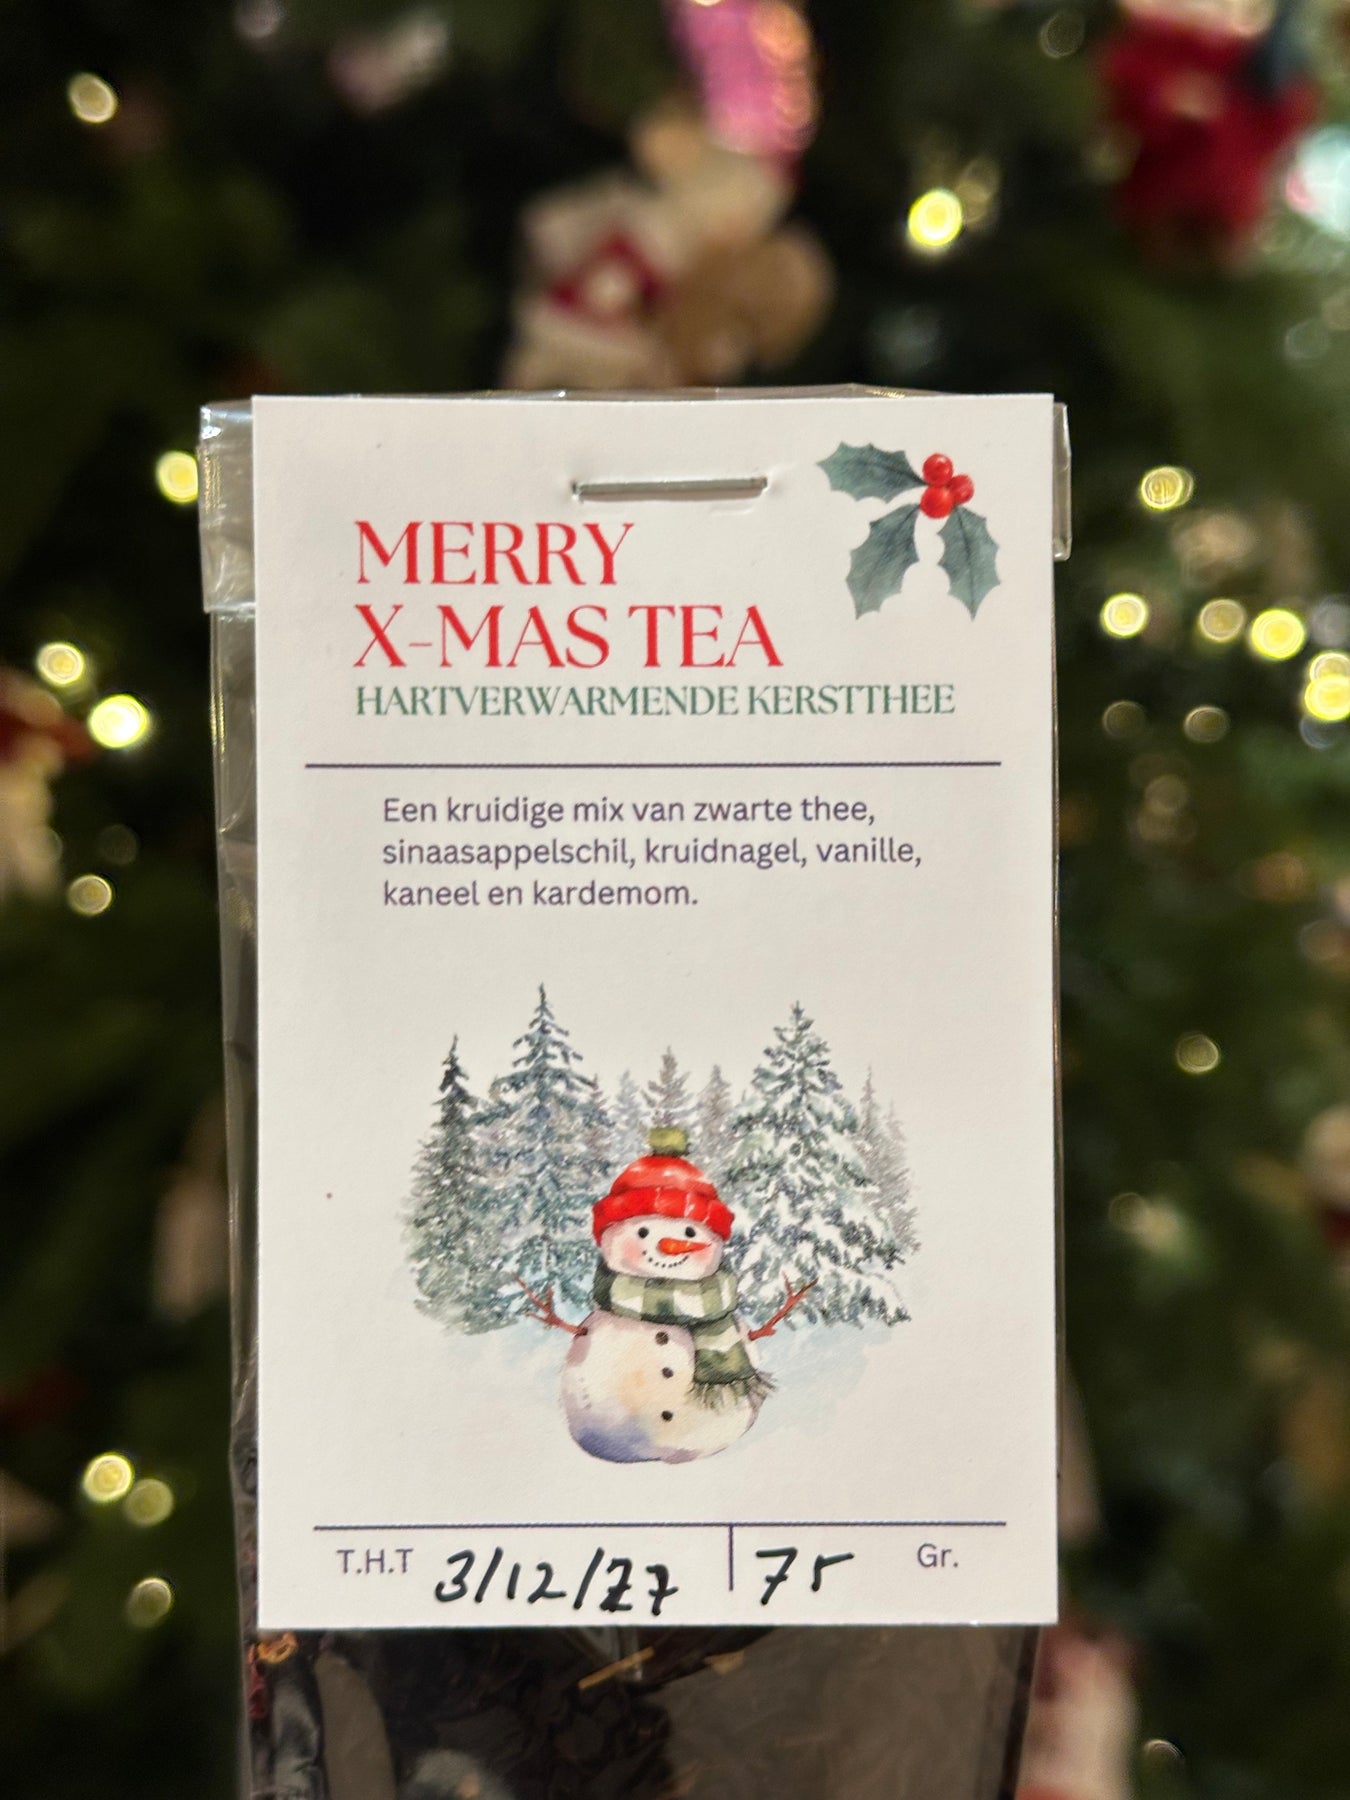 MERRY
X-MAS TEA
HARTVERWARMENDE KERSTTHEE
Een kruidige mix van zwarte thee,
sinaasappelschil, kruidnagel, vanille,
kaneel en kardemom.
T.H.T 3/12/27 75 Gr.